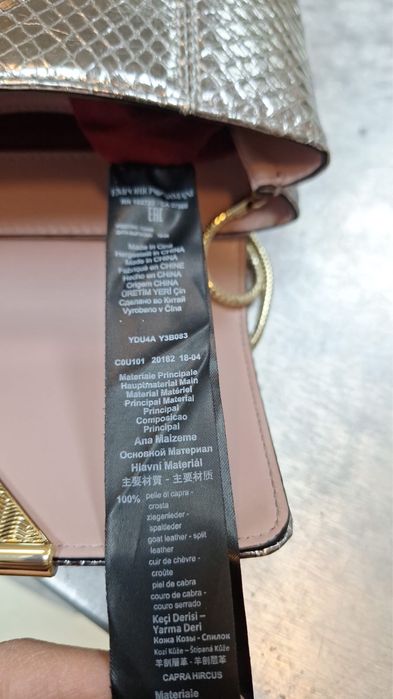 EMPORIO ARMANI
EAC
Made in Cina
Hergestellt in CHINA
Made in CHINA
Fabriqué en CHINE
Hecho en CHINA
Origem CHINA
ÜRETİM YERİ Çin
Сделано во Китай
Vyrobeno v Čína
YDU4A Y3B083
C0U101 20182 18-04
Materiale Principale
Hauptmaterial Main
Material Matériel
Principal Material
Principal
Composicao
Principal
Ana Malzeme
Основной Материал
Hlavní Materiál
主要材質 - 主要材质
100% pelle di capra -
crosta
ziegenleder -
spaltleder
goat leather - split
leather
cuir de chèvre -
croûte
piel de cabra
couro de cabra -
couro serrado
Keçi Derisi –
Yarma Deri
Кожа Козы - Спилок
Kozí Kůže – Štípaná Kůže
羊剖層革 - 羊剖层革
CAPRA HiRCUS
Materiale